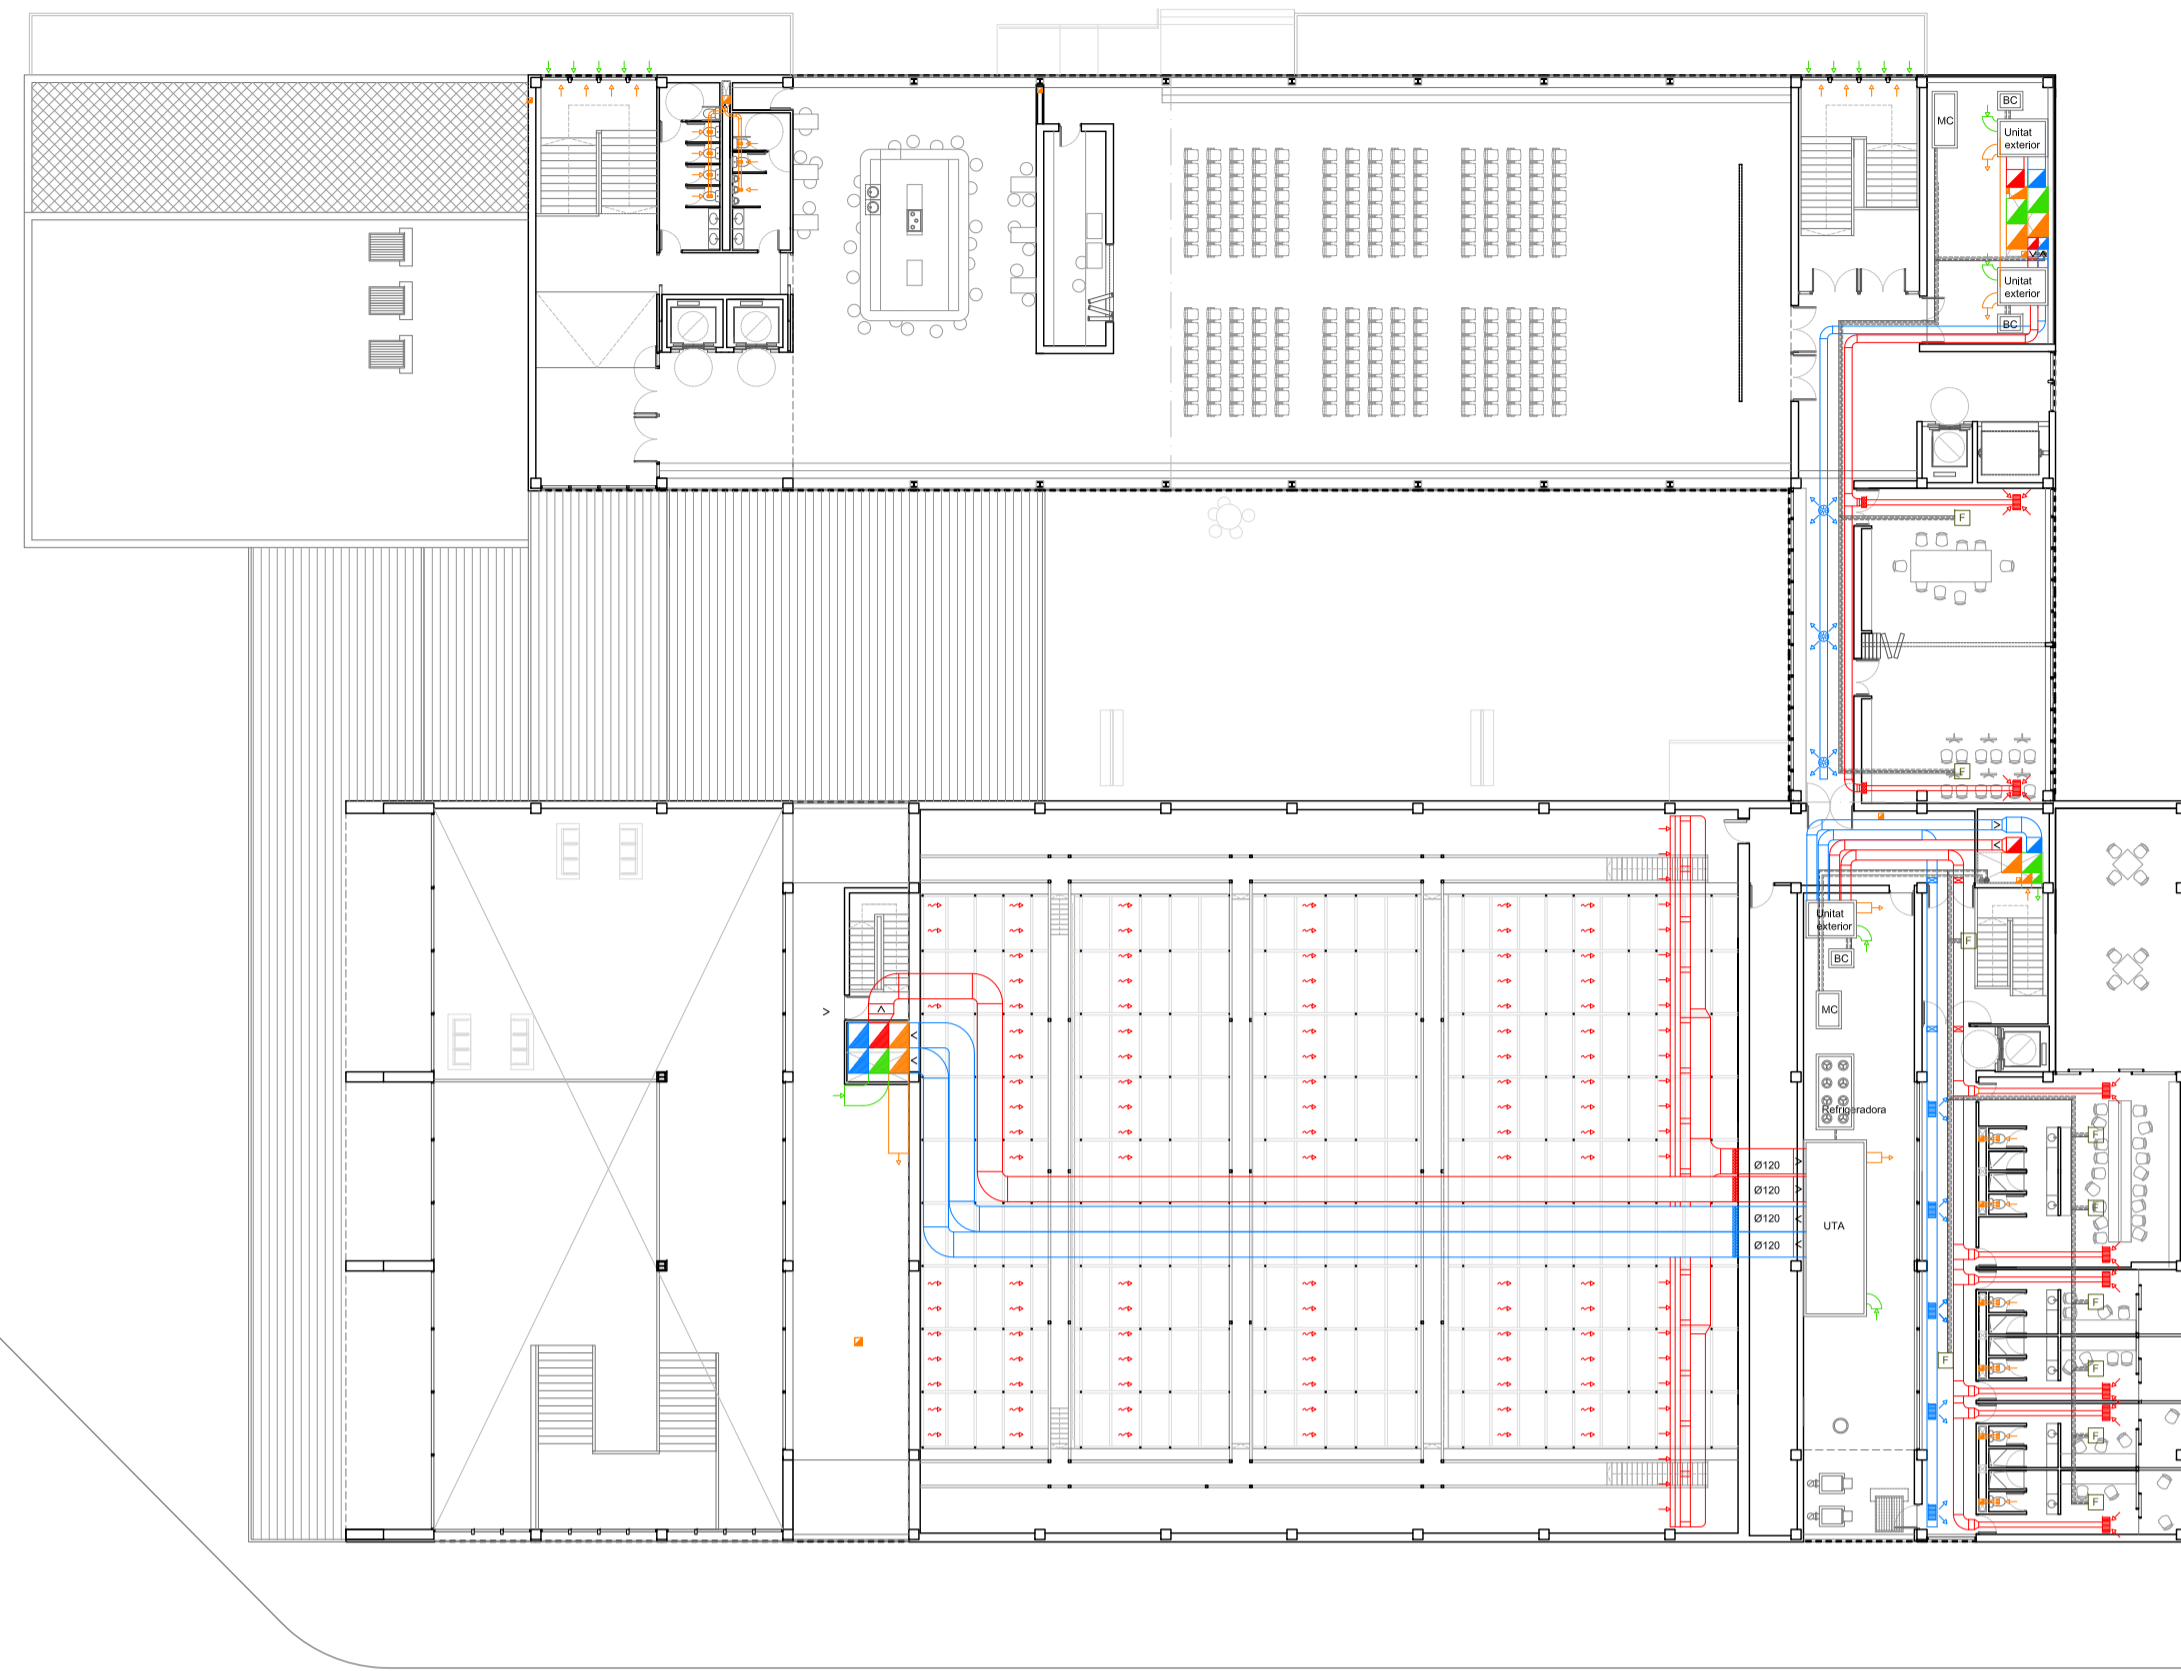 BC
MC
Unitat
exterior
Unitat
exterior
BC
F
F
Unitat
exterior
F
BC
MC
Refrigeradora
F
Ø120
Ø120
F
Ø120
UTA
Ø120
F
F
F
F
F